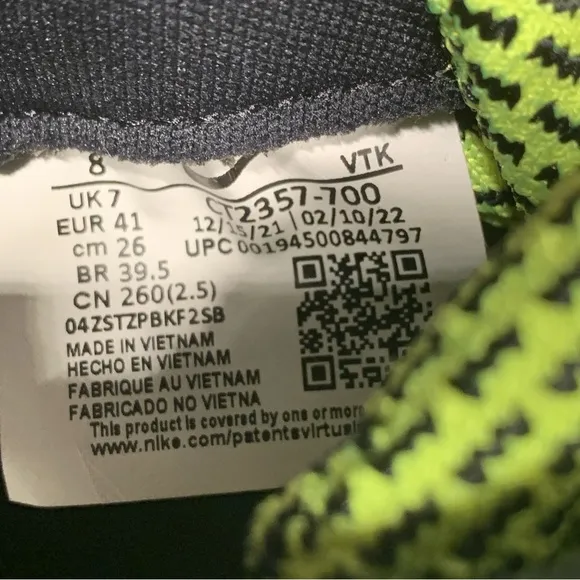 8 VTK
UK 7 CT2357-700
EUR 41 12/15/21 | 02/10/22
cm 26 UPC 00194500844797
BR 39.5
CN 260(2.5)
04ZSTZPBKF2SB
MADE IN VIETNAM
HECHO EN VIETNAM
FABRIQUE AU VIETNAM
FABRICADO NO VIETNA
This product is covered by one or mor
www.nike.com/patentsvirtual